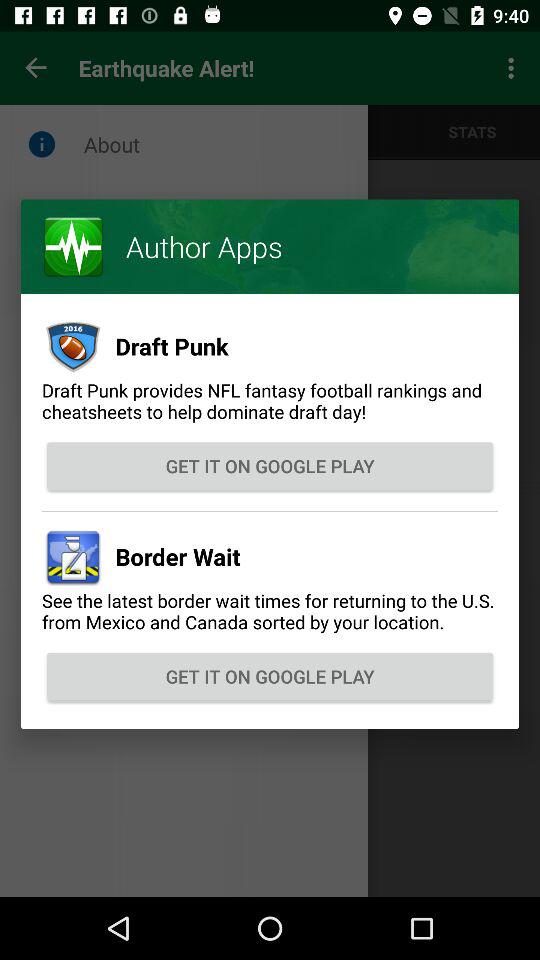 9:40
Earthquake Alert!
About
STATS
Author Apps
2016
Draft Punk
Draft Punk provides NFL fantasy football rankings and
cheatsheets to help dominate draft day!
GET IT ON GOOGLE PLAY
Border Wait
See the latest border wait times for returning to the U.S.
from Mexico and Canada sorted by your location.
GET IT ON GOOGLE PLAY